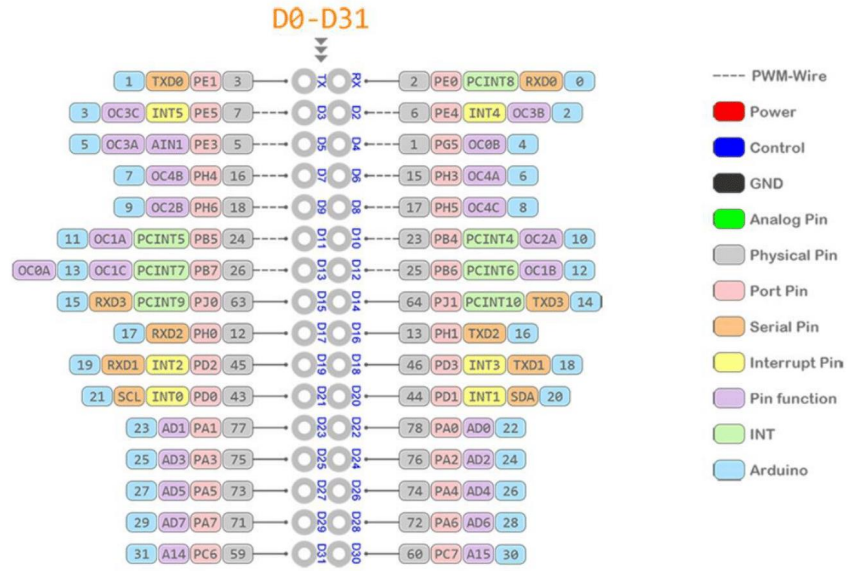 D0-D31
1 TXD0 PE1 3 TX RX 2 PE0 PCINT8 RXD0 0
3 OC3C INT5 PE5 7 D3 D2 6 PE4 INT4 OC3B 2
5 OC3A AIN1 PE3 5 D5 D4 1 PG5 OC0B 4
7 OC4B PH4 16 D7 D6 15 PH3 OC4A 6
9 OC2B PH6 18 D9 D8 17 PH5 OC4C 8
11 OC1A PCINT5 PB5 24 D11 D10 23 PB4 PCINT4 OC2A 10
OC0A 13 OC1C PCINT7 PB7 26 D13 D12 25 PB6 PCINT6 OC1B 12
15 RXD3 PCINT9 PJ0 63 D15 D14 64 PJ1 PCINT10 TXD3 14
17 RXD2 PH0 12 D17 D16 13 PH1 TXD2 16
19 RXD1 INT2 PD2 45 D19 D18 46 PD3 INT3 TXD1 18
21 SCL INT0 PD0 43 D21 D20 44 PD1 INT1 SDA 20
23 AD1 PA1 77 D23 D22 78 PA0 AD0 22
25 AD3 PA3 75 D25 D24 76 PA2 AD2 24
27 AD5 PA5 73 D27 D26 74 PA4 AD4 26
29 AD7 PA7 71 D29 D28 72 PA6 AD6 28
31 A14 PC6 59 D31 D30 60 PC7 A15 30
PWM-Wire
Power
Control
GND
Analog Pin
Physical Pin
Port Pin
Serial Pin
Interrupt Pin
Pin function
INT
Arduino